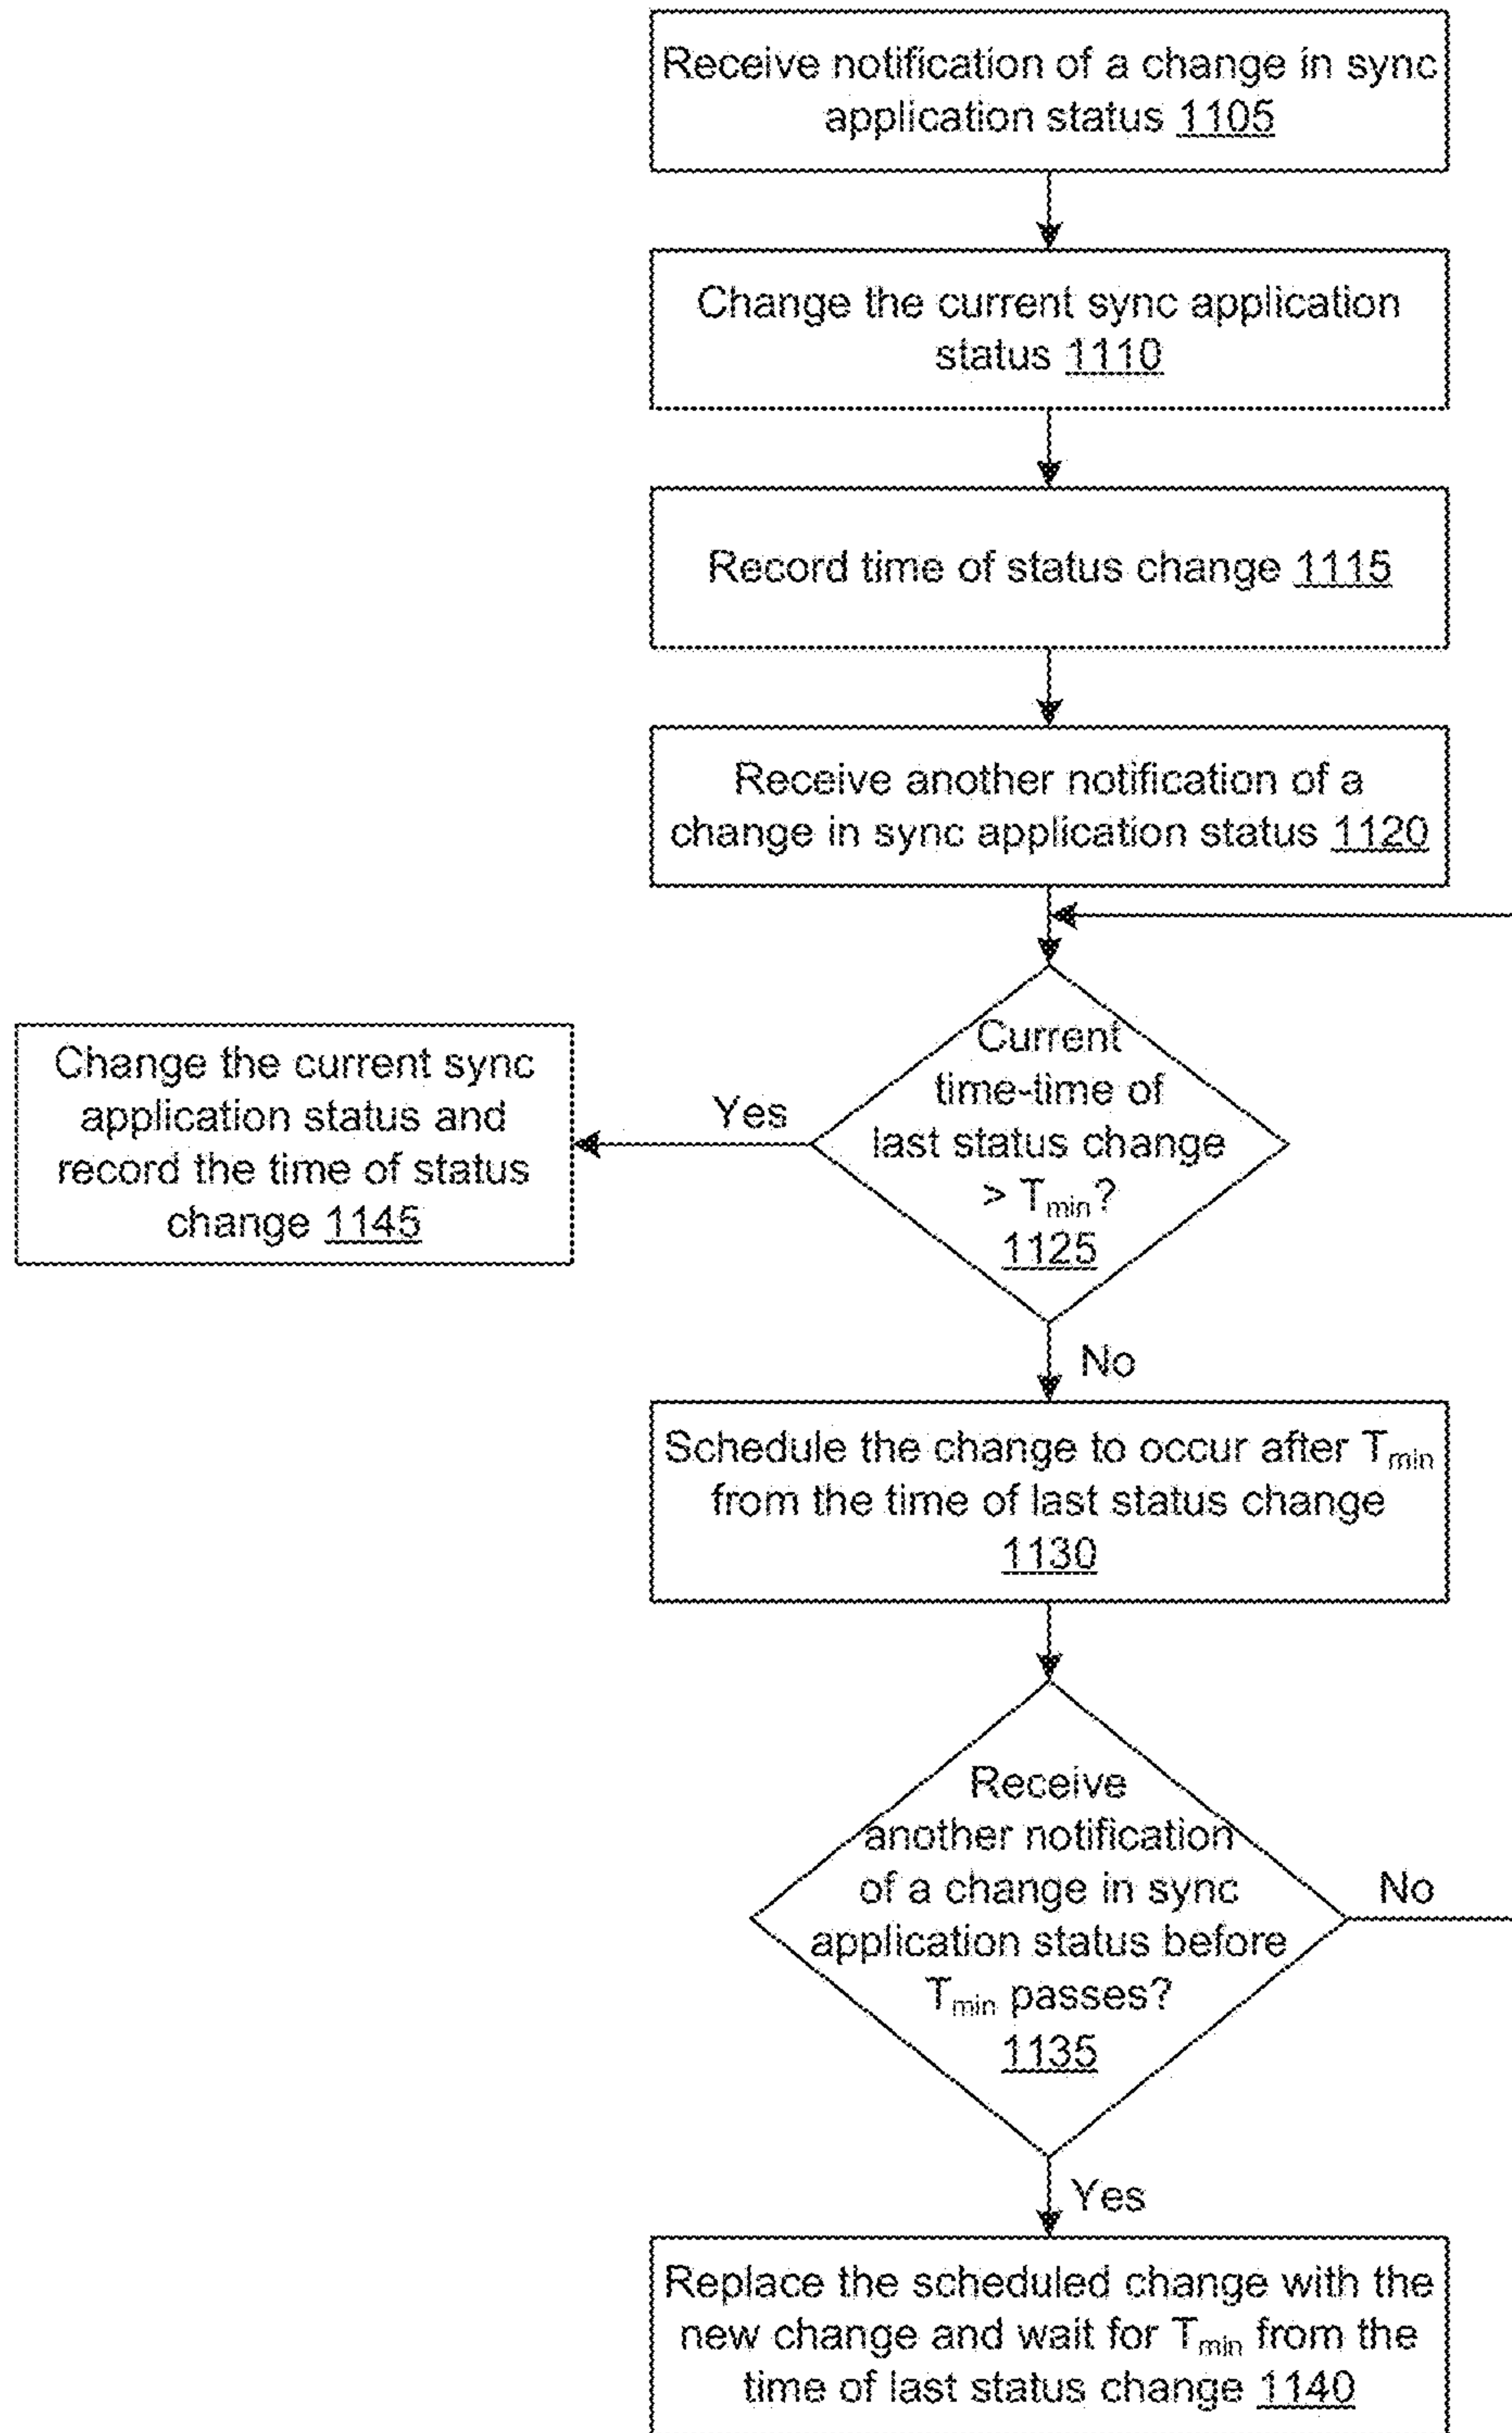 Receive notification of a change in sync
application status 1105
Change the current sync application
status 1110
Record time of status change 1115
Receive another notification of a
change in sync application status 1120
Current
time-time of
last status change
> Tmin?
1125
Yes
Change the current sync
application status and
record the time of status
change 1145
No
Schedule the change to occur after Tmin
from the time of last status change
1130
Receive
another notification
of a change in sync
application status before
Tmin passes?
1135
No
Yes
Replace the scheduled change with the
new change and wait for Tmin from the
time of last status change 1140